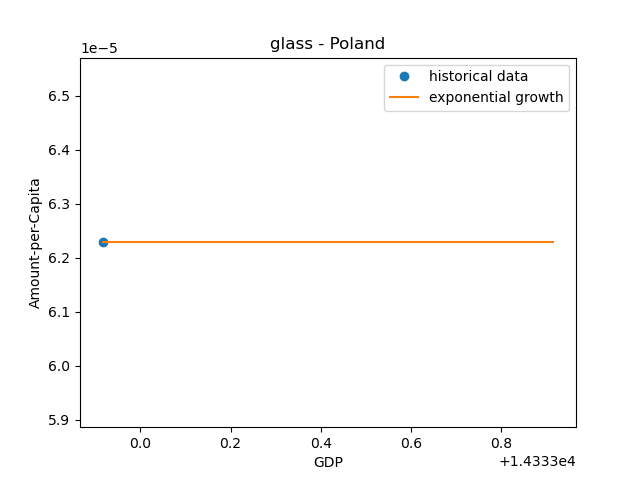 glass - Poland
1e−5
historical data
exponential growth
6.5
6.4
6.3
6.2
6.1
6.0
5.9
Amount-per-Capita
0.0 0.2 0.4 0.6 0.8
+1.4333e4
GDP